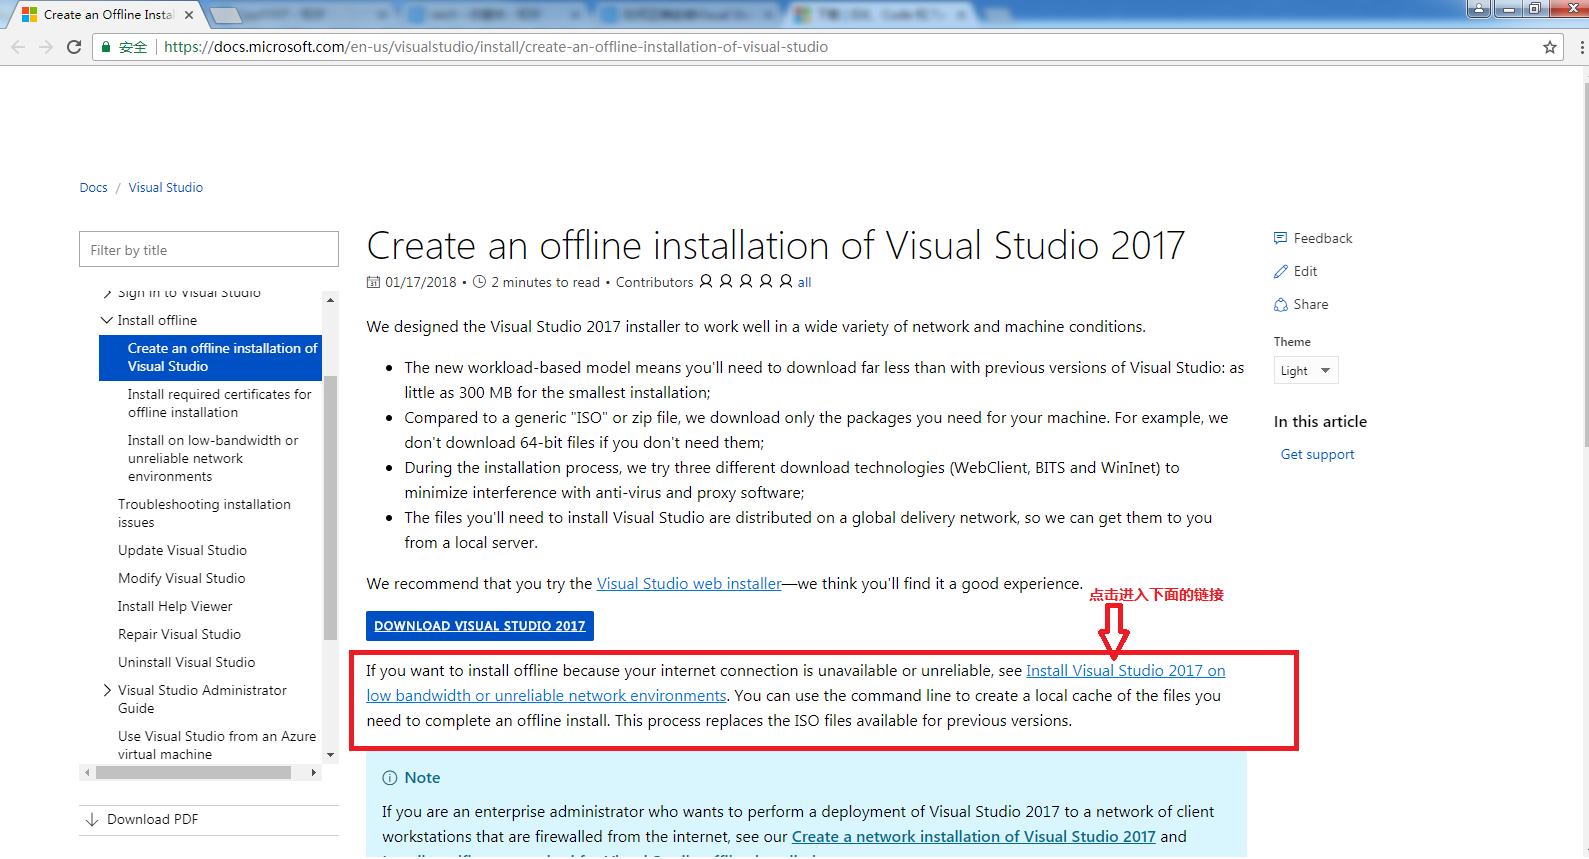 Create an Offline Insta
安全
https://docs.microsoft.com/en-us/visualstudio/install/create-an-offline-installation-of-visual-studio
Docs / Visual Studio
Filter by title
Sign in to Visual Studio
Install offline
Create an offline installation of
Visual Studio
Install required certificates for
offline installation
Install on low-bandwidth or
unreliable network
environments
Troubleshooting installation
issues
Update Visual Studio
Modify Visual Studio
Install Help Viewer
Repair Visual Studio
Uninstall Visual Studio
Visual Studio Administrator
Guide
Use Visual Studio from an Azure
virtual machine
Download PDF
Create an offline installation of Visual Studio 2017
01/17/2018 • 2 minutes to read • Contributors all
We designed the Visual Studio 2017 installer to work well in a wide variety of network and machine conditions.
• The new workload-based model means you'll need to download far less than with previous versions of Visual Studio: as
little as 300 MB for the smallest installation;
• Compared to a generic "ISO" or zip file, we download only the packages you need for your machine. For example, we
don't download 64-bit files if you don't need them;
• During the installation process, we try three different download technologies (WebClient, BITS and WinInet) to
minimize interference with anti-virus and proxy software;
• The files you'll need to install Visual Studio are distributed on a global delivery network, so we can get them to you
from a local server.
We recommend that you try the Visual Studio web installer—we think you'll find it a good experience.
点击进入下面的链接
DOWNLOAD VISUAL STUDIO 2017
If you want to install offline because your internet connection is unavailable or unreliable, see Install Visual Studio 2017 on
low bandwidth or unreliable network environments. You can use the command line to create a local cache of the files you
need to complete an offline install. This process replaces the ISO files available for previous versions.
Note
If you are an enterprise administrator who wants to perform a deployment of Visual Studio 2017 to a network of client
workstations that are firewalled from the internet, see our Create a network installation of Visual Studio 2017 and
Feedback
Edit
Share
Theme
Light
In this article
Get support